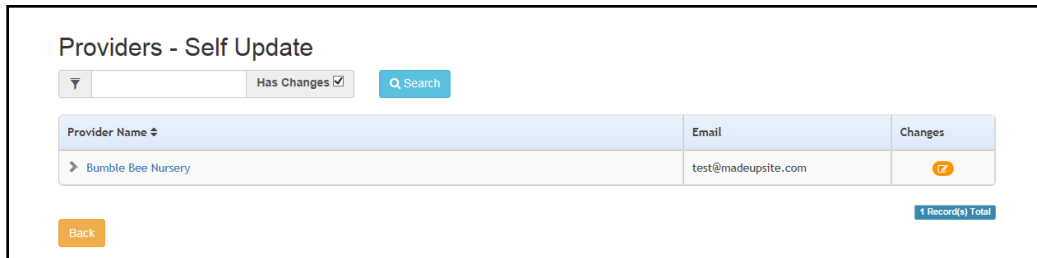 Providers - Self Update
Has Changes
Search
Provider Name Email Changes
Bumble Bee Nursery test@madeupsite.com
1 Record(s) Total
Back